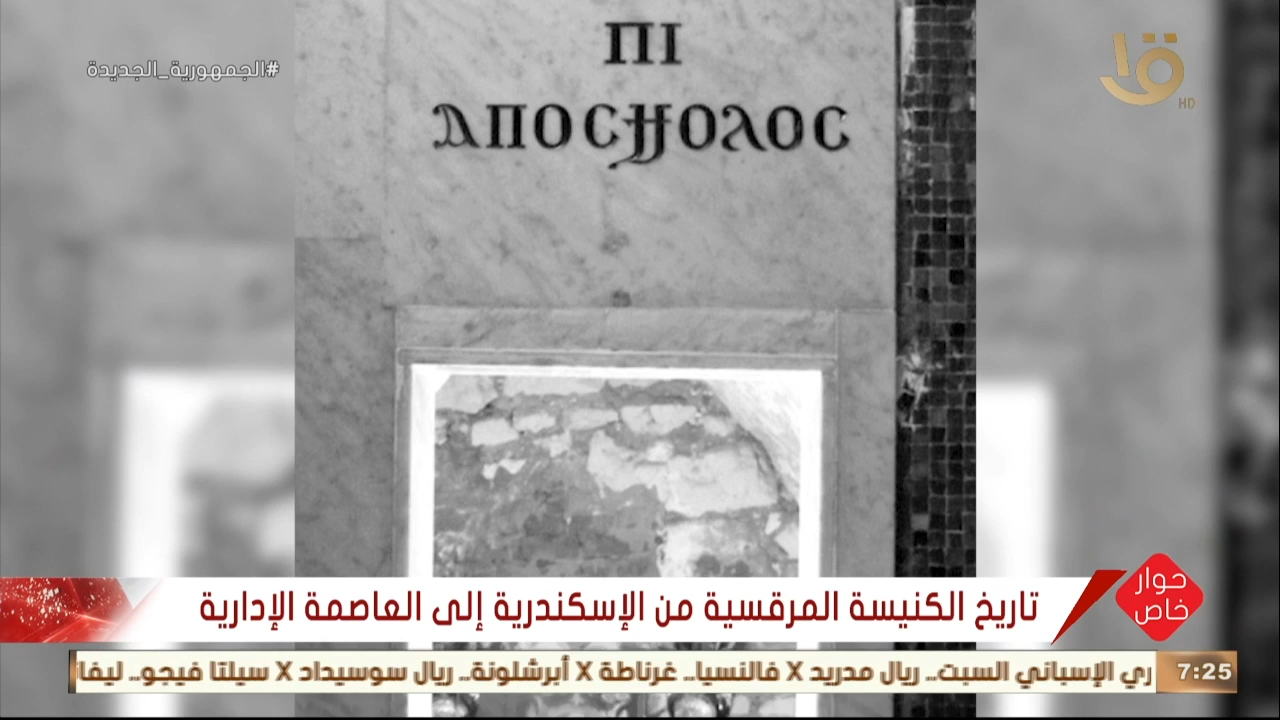 #الجمهورية_الجديدة
HD
ⲠⲒ
ⲀⲠⲞⲤⲦⲞⲖⲞⲤ
حوار خاص
تاريخ الكنيسة المرقسية من الإسكندرية إلى العاصمة الإدارية
ري الإسباني السبت.. ريال مدريد X فالنسيا.. غرناطة X أبرشلونة.. ريال سوسيداد X سيلتا فيجو.. ليفا
7:25